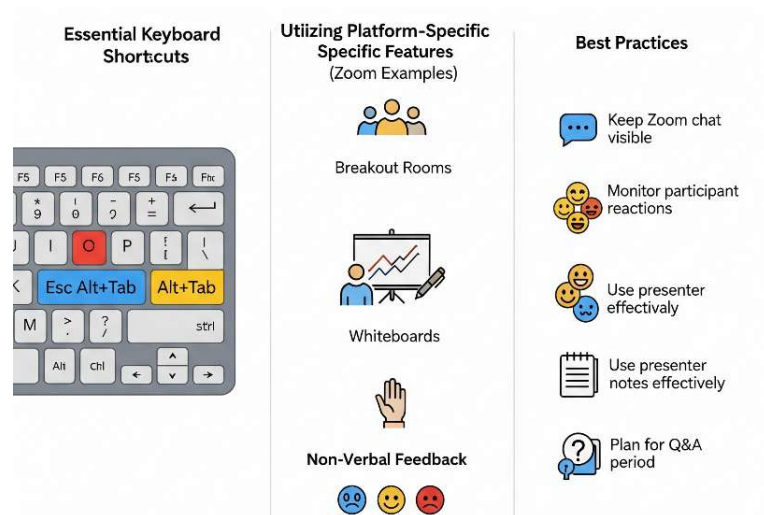 Essential Keyboard
Shortcuts
F5 F5 F6 F5 F5
* 9 0 - + =
I O P [ \
K Esc Alt+Tab Alt+Tab
M > . ? / strl
Alt Chl
Utiizing Platform-Specific
Specific Features
(Zoom Examples)
Breakout Rooms
Whiteboards
Non-Verbal Feedback
Best Practices
Keep Zoom chat
visible
Monitor participant
reactions
Use presenter
effectivaly
Use presenter
notes effectively
Plan for Q&A
period